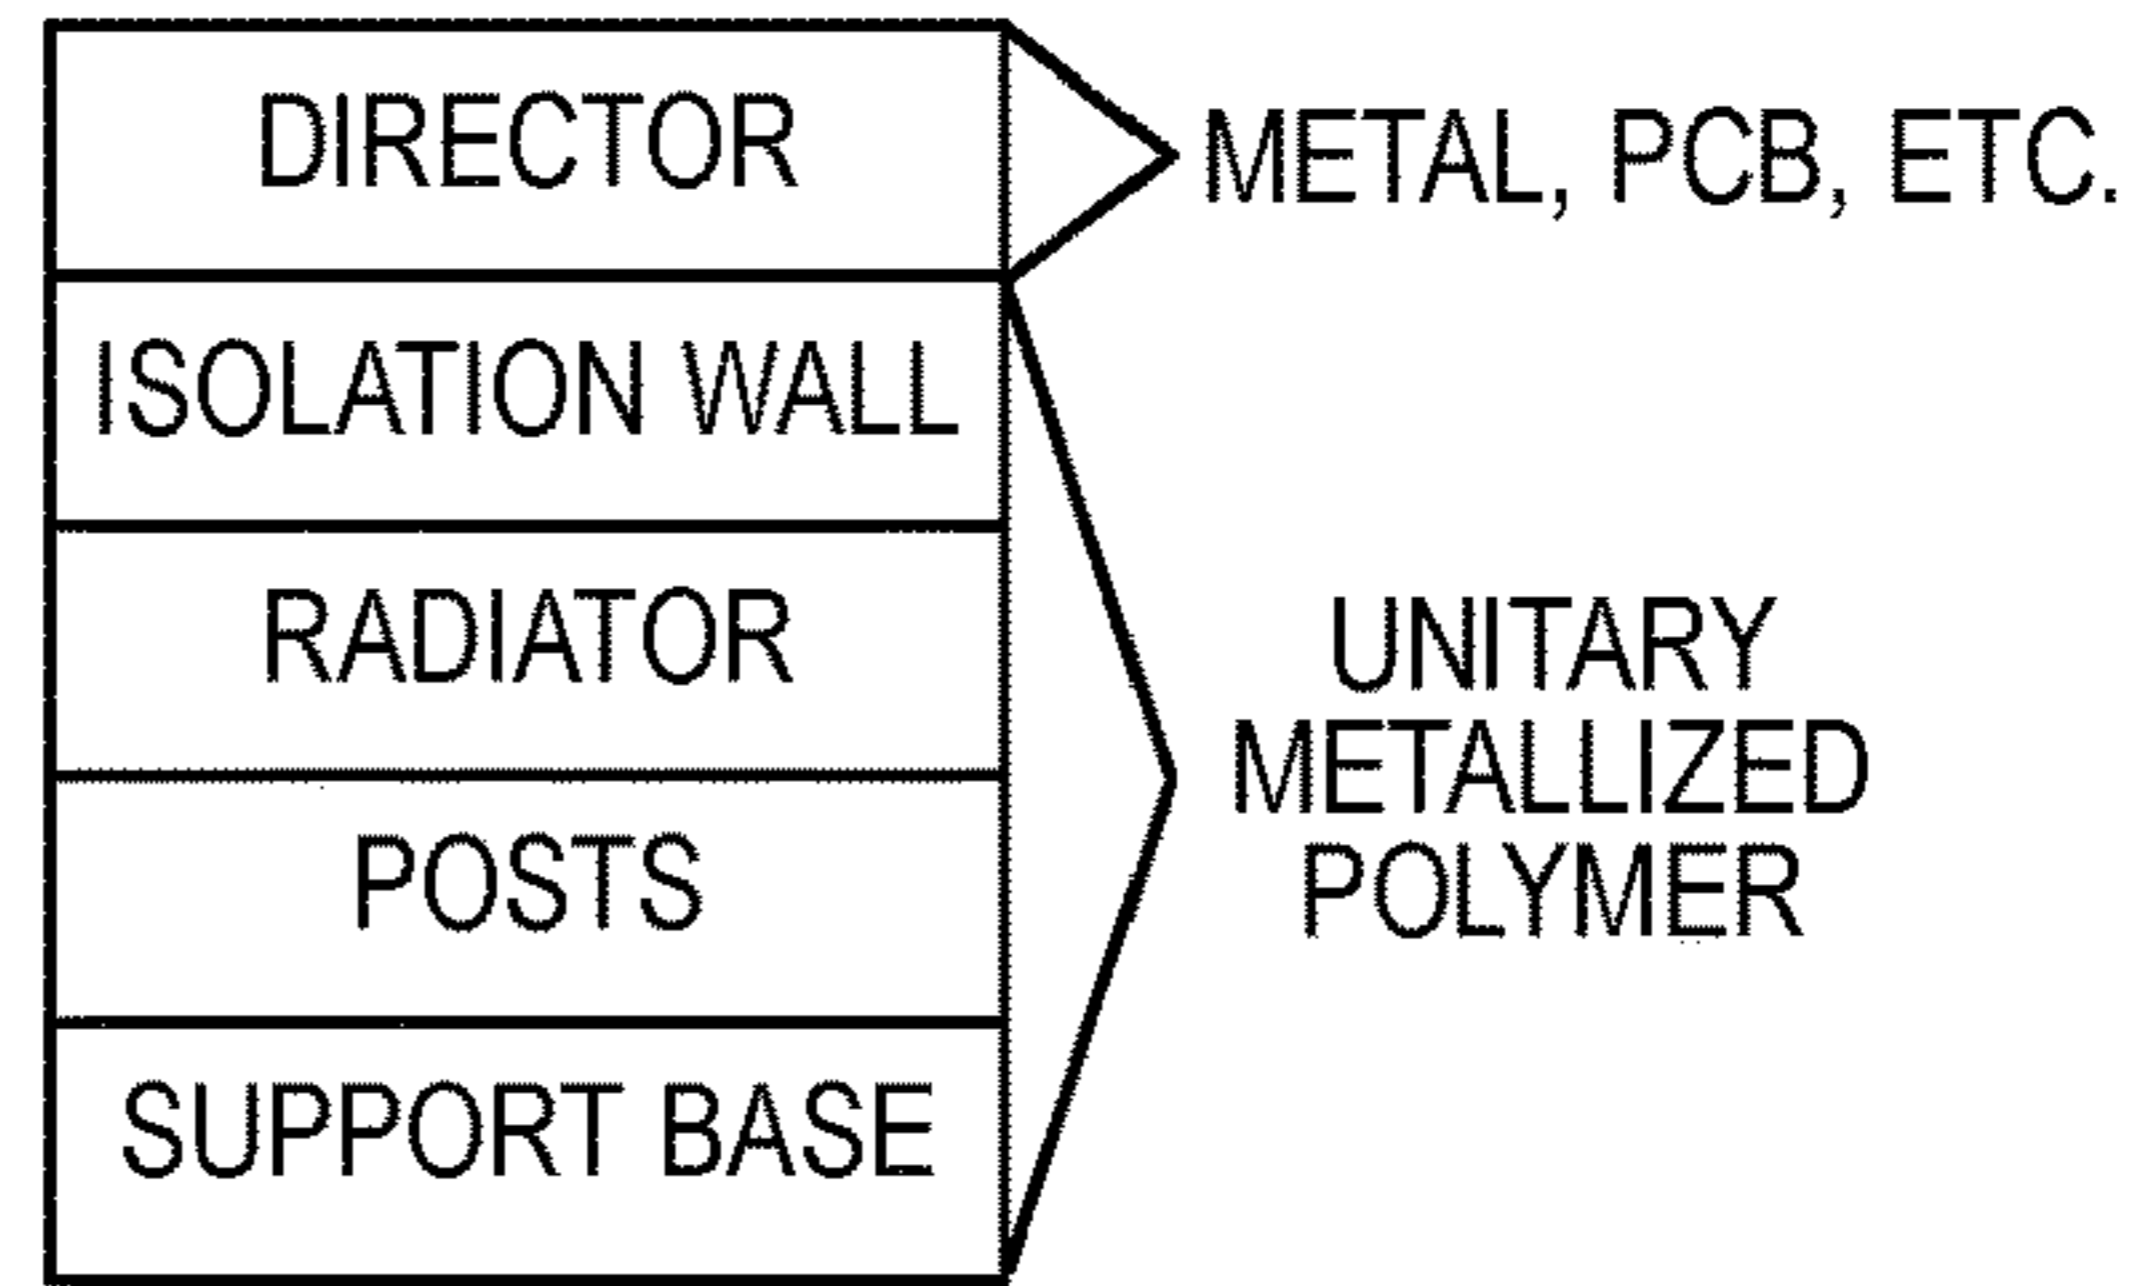 DIRECTOR
METAL, PCB, ETC.
ISOLATION WALL
RADIATOR
POSTS
SUPPORT BASE
UNITARY
METALLIZED
POLYMER